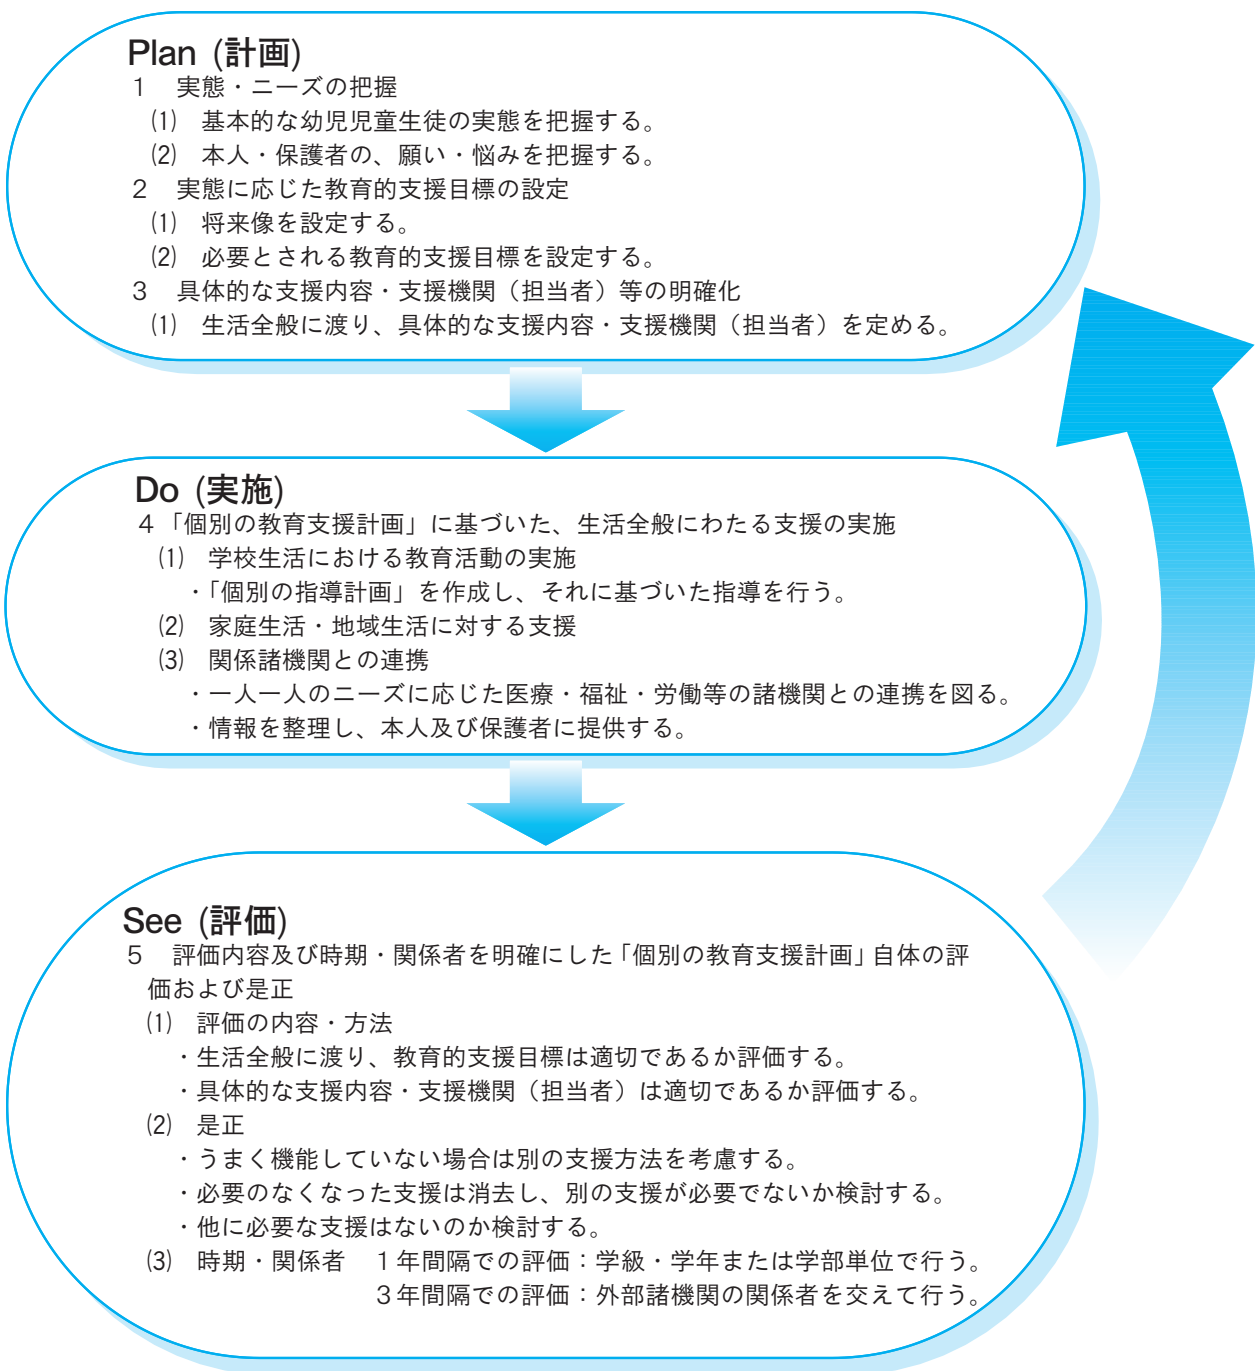 Plan (計画)
1　実態・ニーズの把握
(1)　基本的な幼児児童生徒の実態を把握する。
(2)　本人・保護者の、願い・悩みを把握する。
2　実態に応じた教育的支援目標の設定
(1)　将来像を設定する。
(2)　必要とされる教育的支援目標を設定する。
3　具体的な支援内容・支援機関（担当者）等の明確化
(1)　生活全般に渡り、具体的な支援内容・支援機関（担当者）を定める。
Do (実施)
4「個別の教育支援計画」に基づいた、生活全般にわたる支援の実施
(1)　学校生活における教育活動の実施
・「個別の指導計画」を作成し、それに基づいた指導を行う。
(2)　家庭生活・地域生活に対する支援
(3)　関係諸機関との連携
・一人一人のニーズに応じた医療・福祉・労働等の諸機関との連携を図る。
・情報を整理し、本人及び保護者に提供する。
See (評価)
5　評価内容及び時期・関係者を明確にした「個別の教育支援計画」自体の評
価および是正
(1)　評価の内容・方法
・生活全般に渡り、教育的支援目標は適切であるか評価する。
・具体的な支援内容・支援機関（担当者）は適切であるか評価する。
(2)　是正
・うまく機能していない場合は別の支援方法を考慮する。
・必要のなくなった支援は消去し、別の支援が必要でないか検討する。
・他に必要な支援はないのか検討する。
(3)　時期・関係者　1年間隔での評価：学級・学年または学部単位で行う。
3年間隔での評価：外部諸機関の関係者を交えて行う。